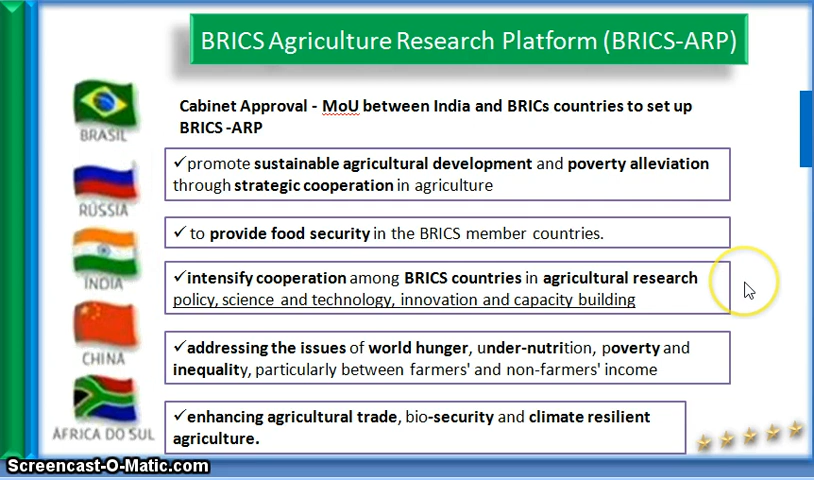 BRICS Agriculture Research Platform (BRICS-ARP)
Cabinet Approval - MoU between India and BRICs countries to set up
BRICS -ARP
BRASIL
✓promote sustainable agricultural development and poverty alleviation
through strategic cooperation in agriculture
RÚSSIA
✓ to provide food security in the BRICS member countries.
ÍNDIA
✓intensify cooperation among BRICS countries in agricultural research
policy, science and technology, innovation and capacity building
CHINA
✓addressing the issues of world hunger, under-nutrition, poverty and
inequality, particularly between farmers' and non-farmers' income
ÁFRICA DO SUL
✓enhancing agricultural trade, bio-security and climate resilient
agriculture.
Screencast-O-Matic.com